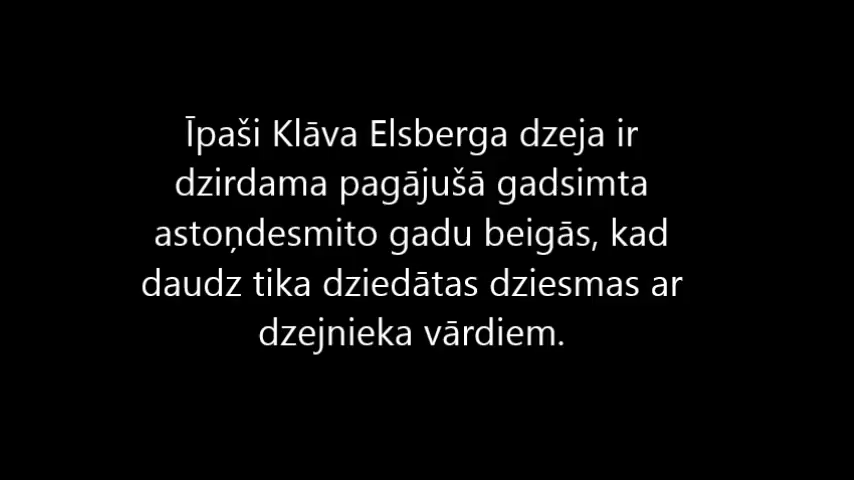 Īpaši Klāva Elsberga dzeja ir
dzirdama pagājušā gadsimta
astoņdesmito gadu beigās, kad
daudz tika dziedātas dziesmas ar
dzejnieka vārdiem.